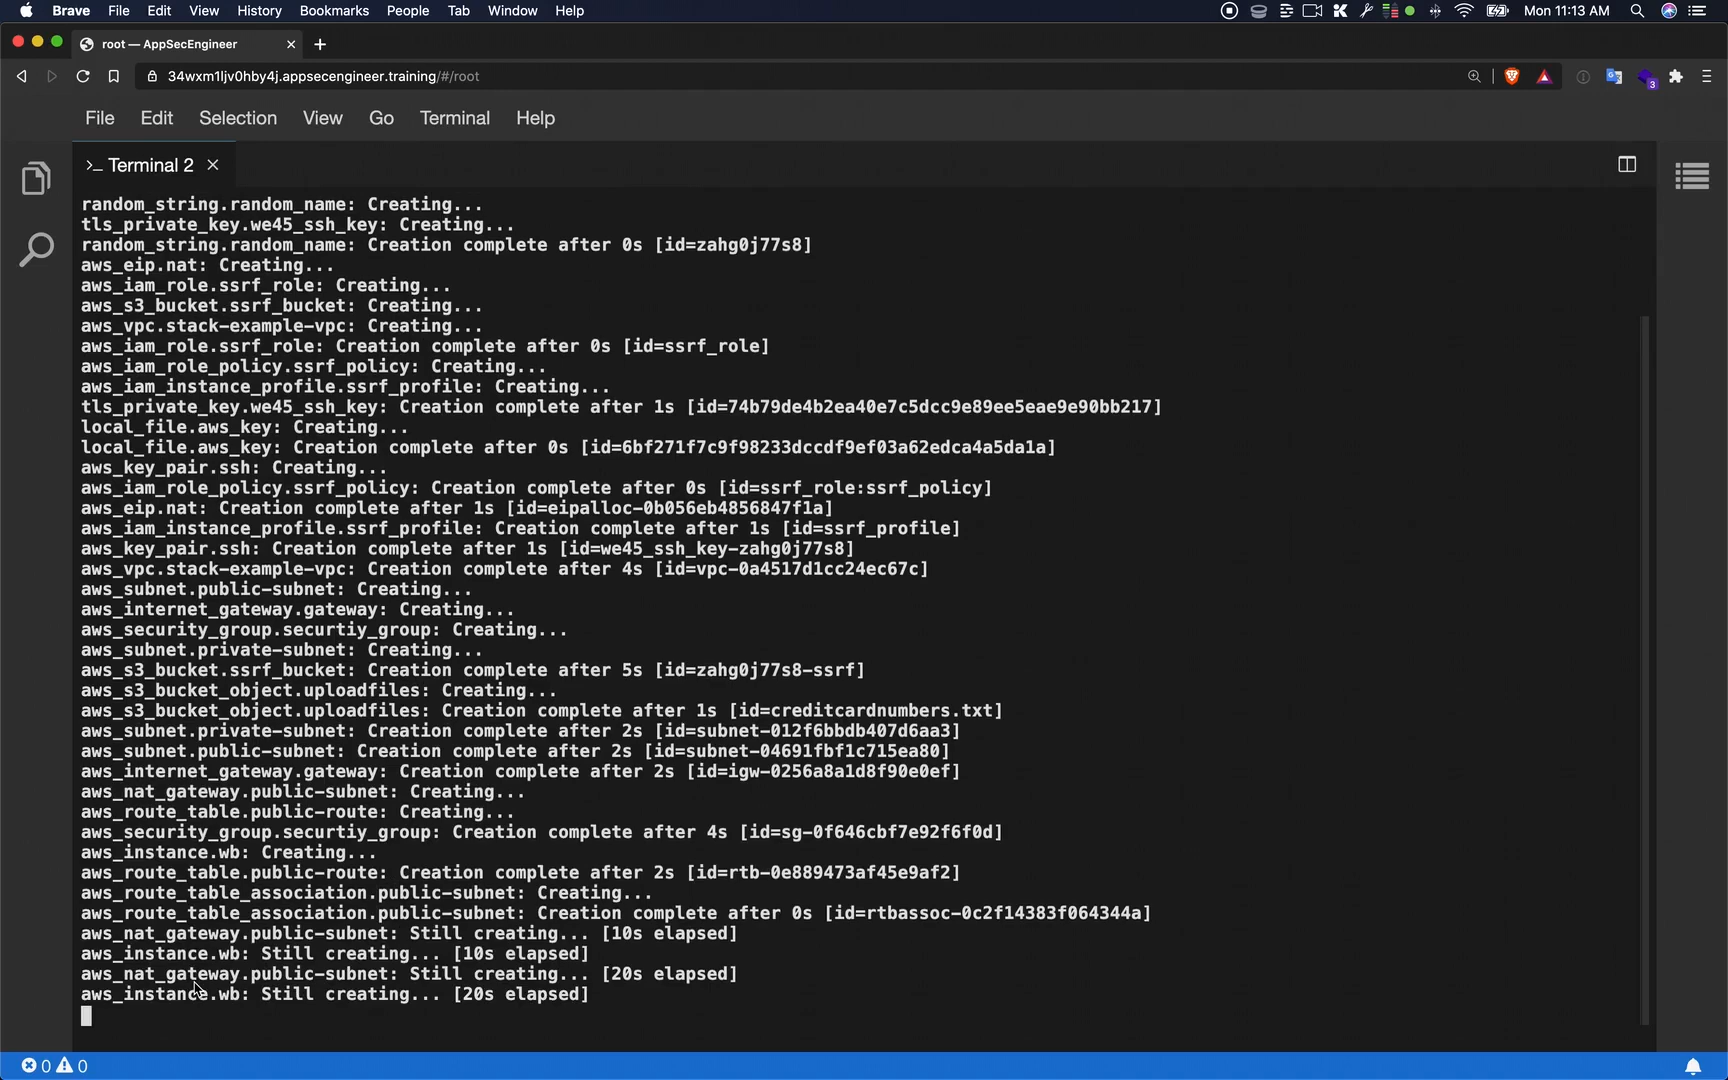 Brave File Edit View History Bookmarks People Tab Window Help Mon 11:13 AM
root — AppSecEngineer
34wxm1ljv0hby4j.appsecengineer.training/#/root
3
File Edit Selection View Go Terminal Help
>_ Terminal 2
random_string.random_name: Creating...
tls_private_key.we45_ssh_key: Creating...
random_string.random_name: Creation complete after 0s [id=zahg0j77s8]
aws_eip.nat: Creating...
aws_iam_role.ssrf_role: Creating...
aws_s3_bucket.ssrf_bucket: Creating...
aws_vpc.stack-example-vpc: Creating...
aws_iam_role.ssrf_role: Creation complete after 0s [id=ssrf_role]
aws_iam_role_policy.ssrf_policy: Creating...
aws_iam_instance_profile.ssrf_profile: Creating...
tls_private_key.we45_ssh_key: Creation complete after 1s [id=74b79de4b2ea40e7c5dcc9e89ee5eae9e90bb217]
local_file.aws_key: Creating...
local_file.aws_key: Creation complete after 0s [id=6bf271f7c9f98233dccdf9ef03a62edca4a5da1a]
aws_key_pair.ssh: Creating...
aws_iam_role_policy.ssrf_policy: Creation complete after 0s [id=ssrf_role:ssrf_policy]
aws_eip.nat: Creation complete after 1s [id=eipalloc-0b056eb4856847f1a]
aws_iam_instance_profile.ssrf_profile: Creation complete after 1s [id=ssrf_profile]
aws_key_pair.ssh: Creation complete after 1s [id=we45_ssh_key-zahg0j77s8]
aws_vpc.stack-example-vpc: Creation complete after 4s [id=vpc-0a4517d1cc24ec67c]
aws_subnet.public-subnet: Creating...
aws_internet_gateway.gateway: Creating...
aws_security_group.securtiy_group: Creating...
aws_subnet.private-subnet: Creating...
aws_s3_bucket.ssrf_bucket: Creation complete after 5s [id=zahg0j77s8-ssrf]
aws_s3_bucket_object.uploadfiles: Creating...
aws_s3_bucket_object.uploadfiles: Creation complete after 1s [id=creditcardnumbers.txt]
aws_subnet.private-subnet: Creation complete after 2s [id=subnet-012f6bbdb407d6aa3]
aws_subnet.public-subnet: Creation complete after 2s [id=subnet-04691fbf1c715ea80]
aws_internet_gateway.gateway: Creation complete after 2s [id=igw-0256a8a1d8f90e0ef]
aws_nat_gateway.public-subnet: Creating...
aws_route_table.public-route: Creating...
aws_security_group.securtiy_group: Creation complete after 4s [id=sg-0f646cbf7e92f6f0d]
aws_instance.wb: Creating...
aws_route_table.public-route: Creation complete after 2s [id=rtb-0e889473af45e9af2]
aws_route_table_association.public-subnet: Creating...
aws_route_table_association.public-subnet: Creation complete after 0s [id=rtbassoc-0c2f14383f064344a]
aws_nat_gateway.public-subnet: Still creating... [10s elapsed]
aws_instance.wb: Still creating... [10s elapsed]
aws_nat_gateway.public-subnet: Still creating... [20s elapsed]
aws_instance.wb: Still creating... [20s elapsed]
0 0